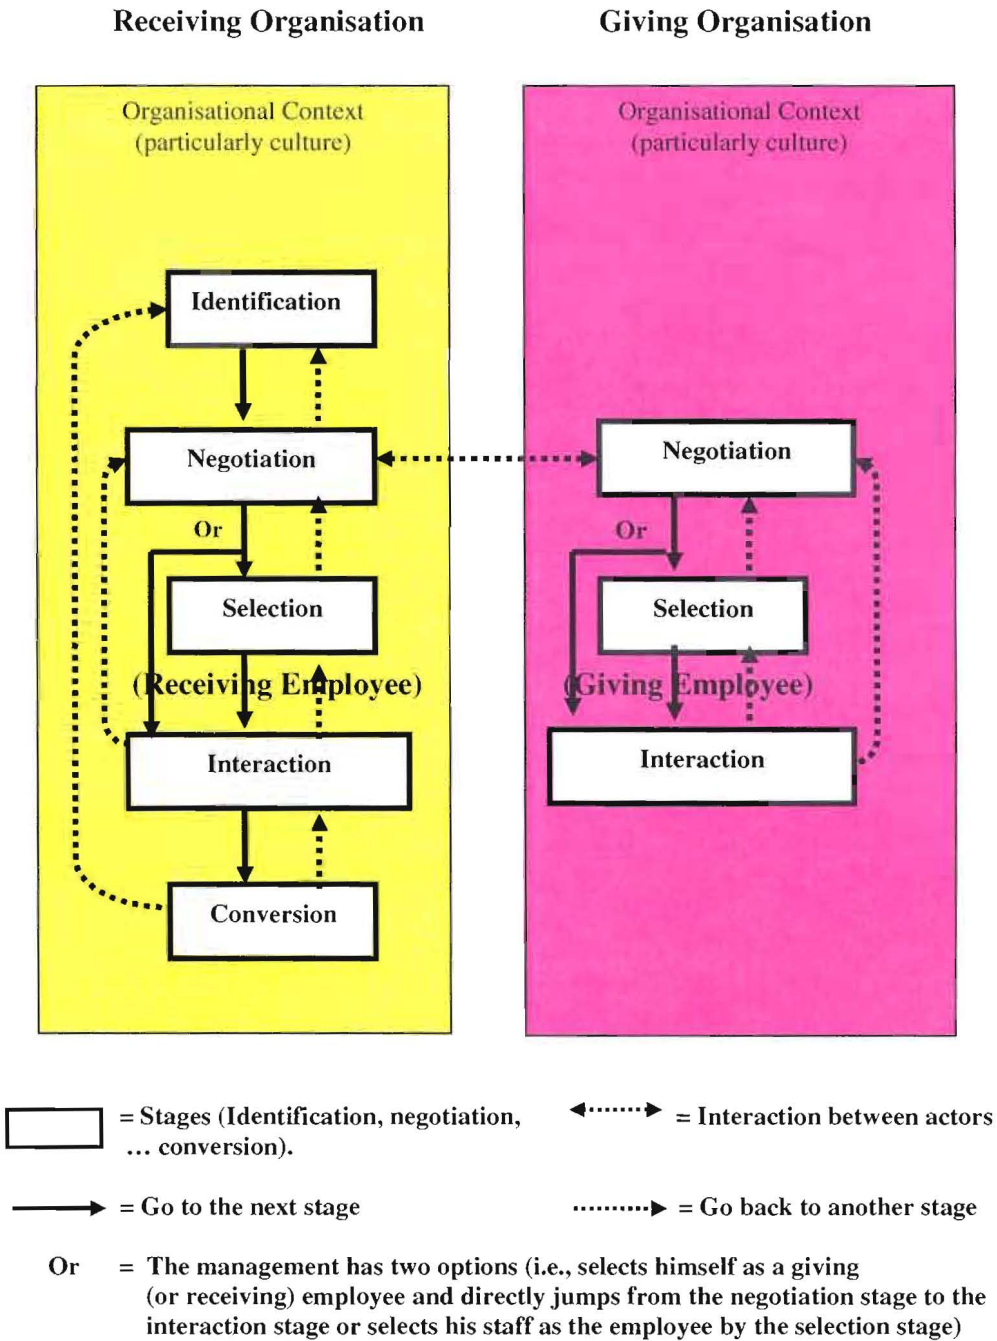 Receiving Organisation
Giving Organisation
Organisational Context
(particularly culture)
Identification
Negotiation
Or
Selection
(Receiving Employee)
Interaction
Conversion
Organisational Context
(particularly culture)
Negotiation
Or
Selection
(Giving Employee)
Interaction
= Stages (Identification, negotiation,
... conversion).
= Interaction between actors
= Go to the next stage
= Go back to another stage
Or = The management has two options (i.e., selects himself as a giving
(or receiving) employee and directly jumps from the negotiation stage to the
interaction stage or selects his staff as the employee by the selection stage)